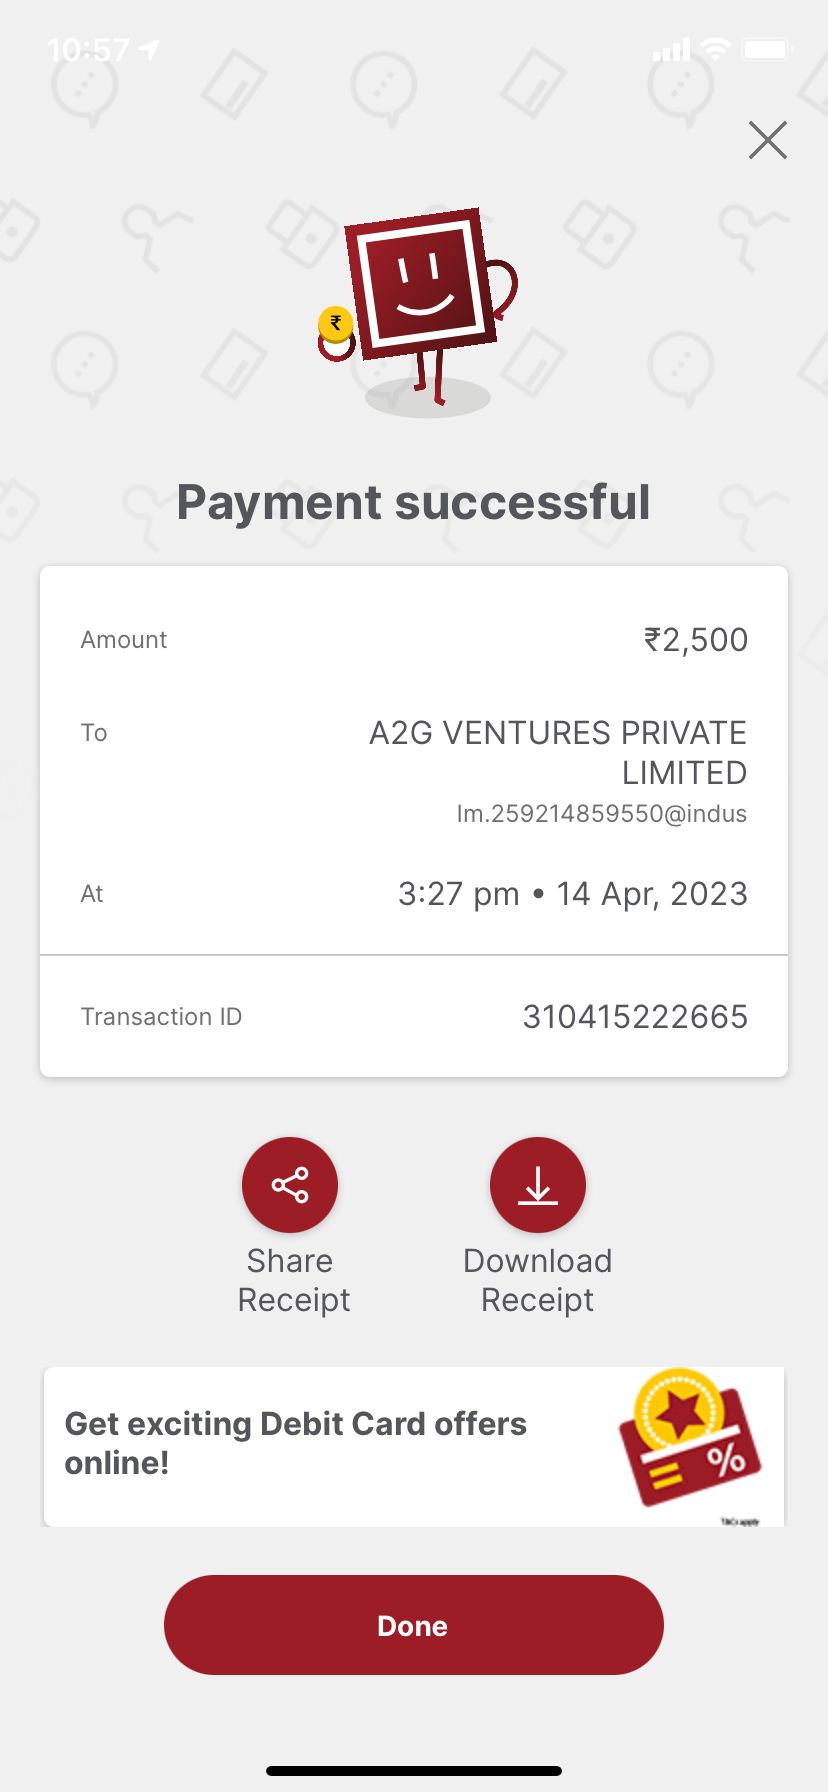 10:57
₹
Payment successful
Amount
₹2,500
To
A2G VENTURES PRIVATE
LIMITED
Im.259214859550@indus
At
3:27 pm • 14 Apr, 2023
Transaction ID
310415222665
Share
Receipt
Download
Receipt
Get exciting Debit Card offers
online!
%
T&Cs apply
Done